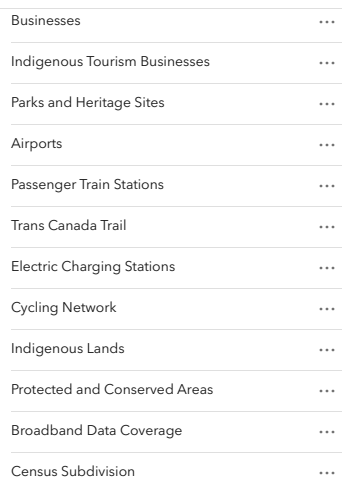 Businesses
Indigenous Tourism Businesses
Parks and Heritage Sites
Airports
Passenger Train Stations
Trans Canada Trail
Electric Charging Stations
Cycling Network
Indigenous Lands
Protected and Conserved Areas
Broadband Data Coverage
Census Subdivision